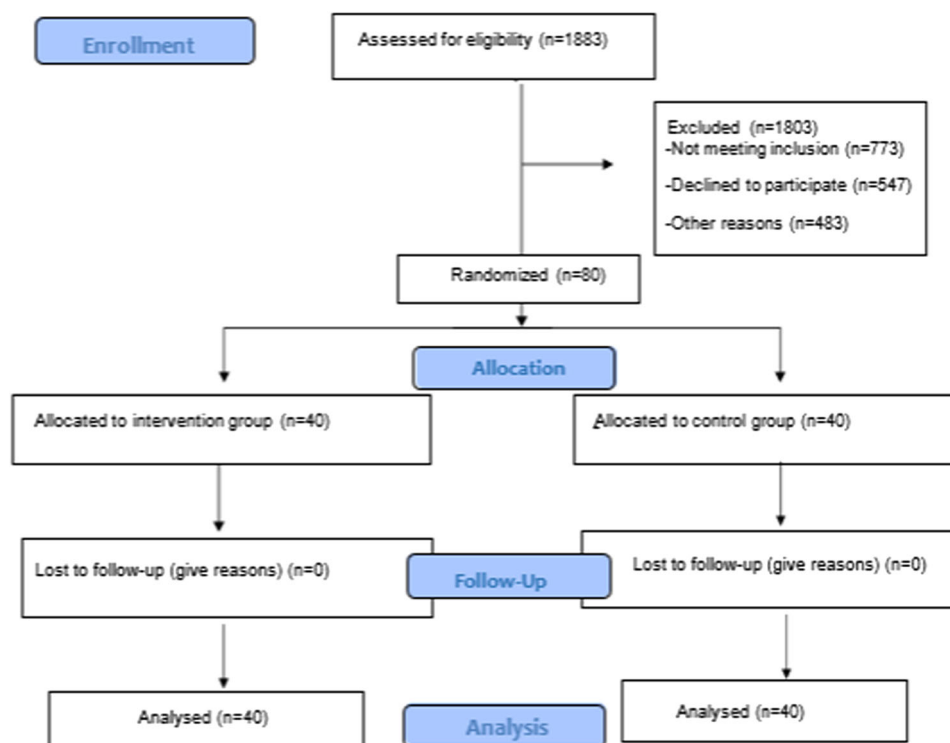 Enrollment
Assessed for eligibility (n=1883)
Excluded (n=1803)
-Not meeting inclusion (n=773)
-Declined to participate (n=547)
-Other reasons (n=483)
Randomized (n=80)
Allocation
Allocated to intervention group (n=40)
Allocated to control group (n=40)
Lost to follow-up (give reasons) (n=0)
Follow-Up
Lost to follow-up (give reasons) (n=0)
Analysed (n=40)
Analysis
Analysed (n=40)